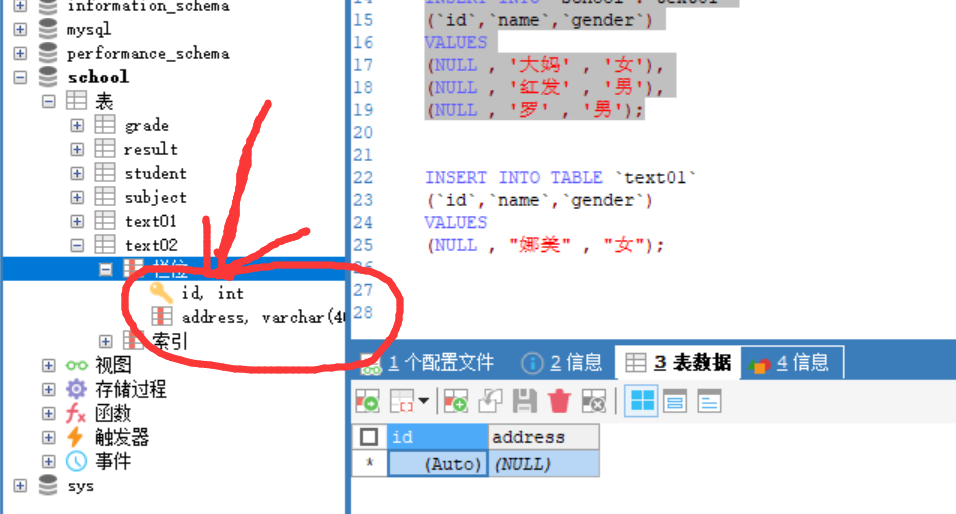 information_schema
mysql
performance_schema
school
表
grade
result
student
subject
text01
text02
栏位
id, int
address, varchar(4
索引
视图
存储过程
函数
触发器
事件
sys
14 INSERT INTO `school`.`text01`
15 (`id`,`name`,`gender`)
16 VALUES
17 (NULL , '大妈' , '女'),
18 (NULL , '红发' , '男'),
19 (NULL , '罗' , '男');
20
21
22 INSERT INTO TABLE `text01`
23 (`id`,`name`,`gender`)
24 VALUES
25 (NULL , "娜美" , "女");
26
27
28
1 个配置文件 2 信息 3 表数据 4 信息
id address
* (Auto) (NULL)